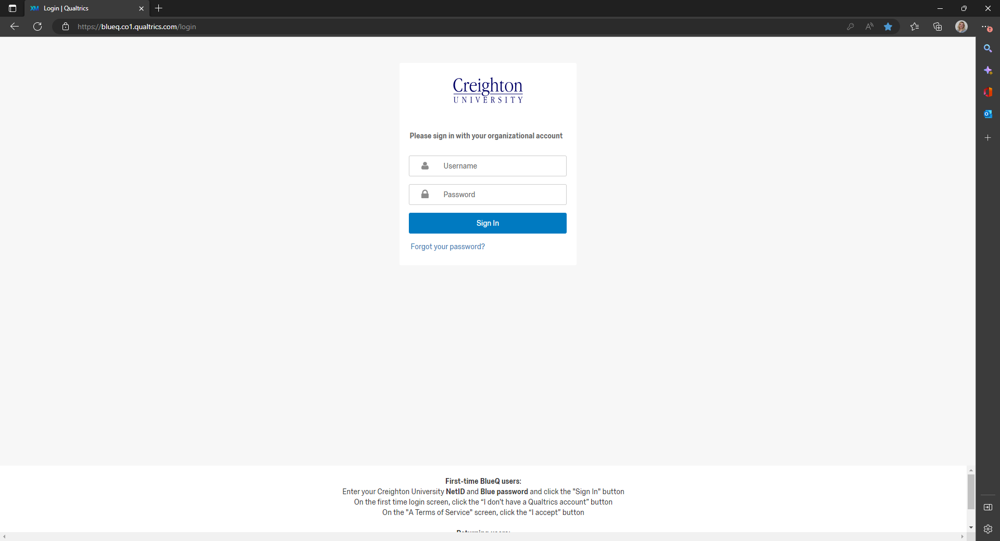 Login | Qualtrics
https://blueq.co1.qualtrics.com/login
Creighton
UNIVERSITY
Please sign in with your organizational account
Username
Password
Sign In
Forgot your password?
First-time BlueQ users:
Enter your Creighton University NetID and Blue password and click the "Sign In" button
On the first time login screen, click the “I don't have a Qualtrics account” button
On the "A Terms of Service" screen, click the “I accept” button